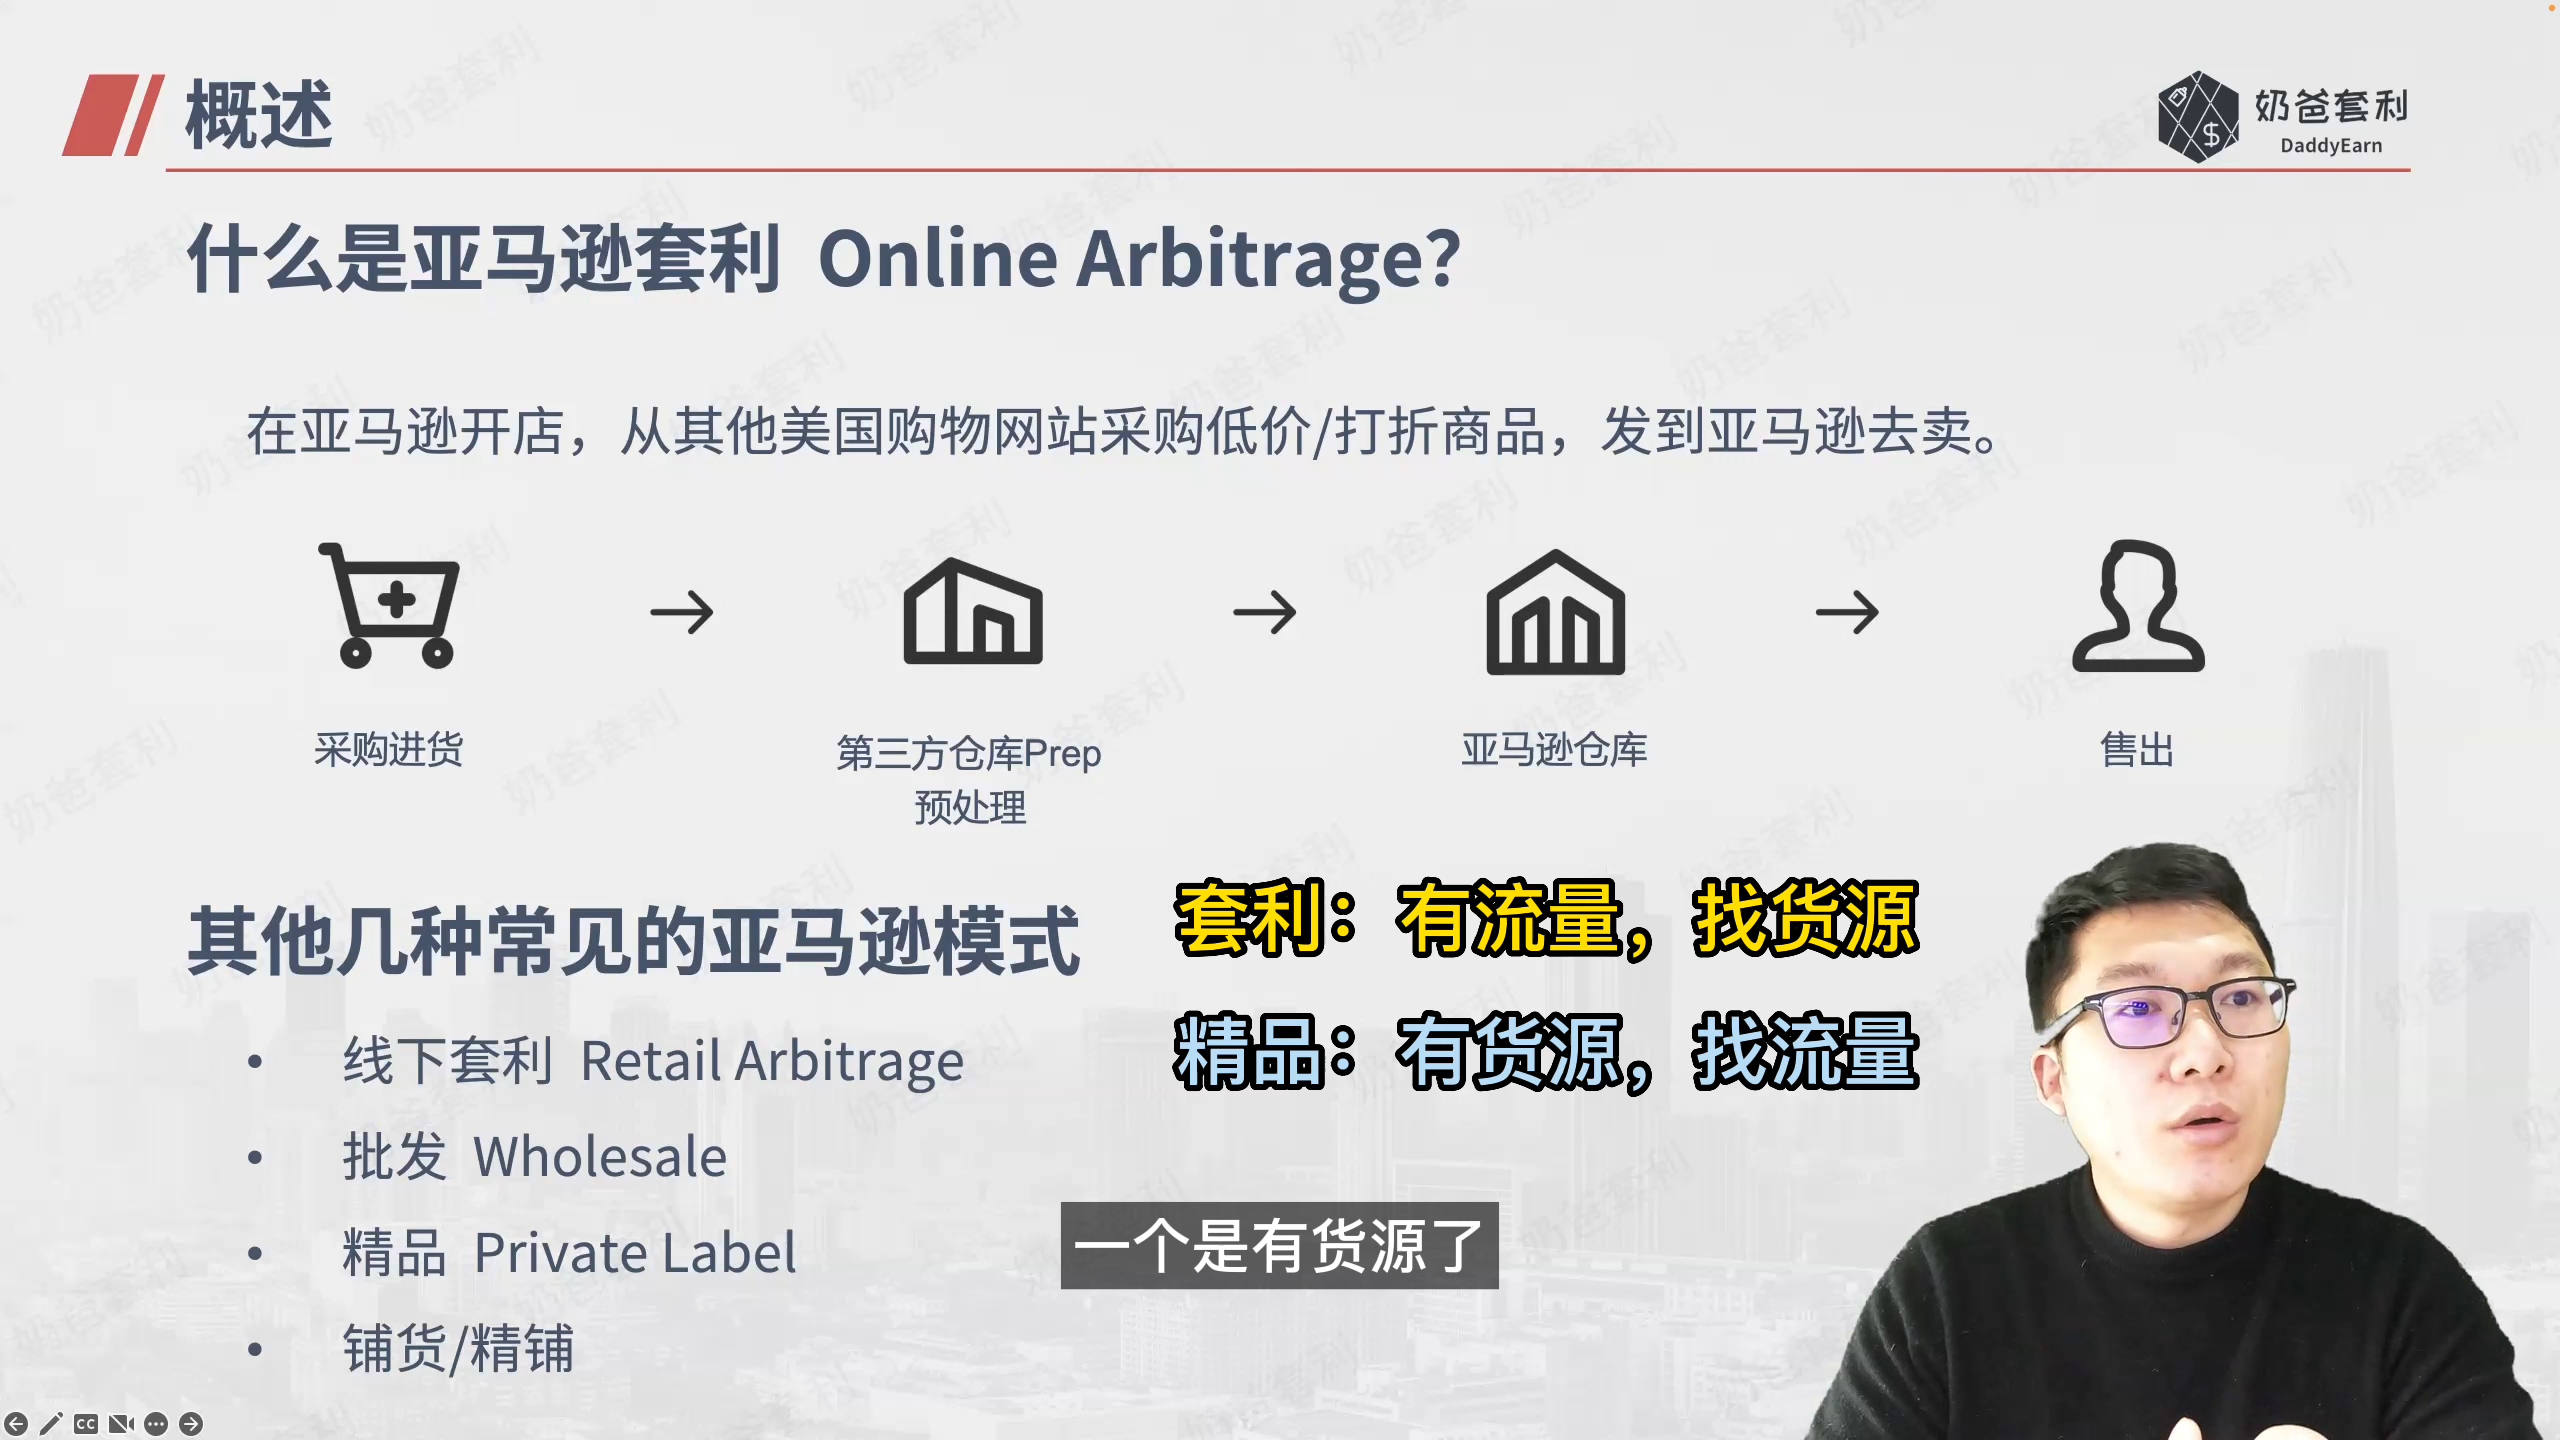 概述
奶爸套利
DaddyEarn
什么是亚马逊套利 Online Arbitrage?
在亚马逊开店，从其他美国购物网站采购低价/打折商品，发到亚马逊去卖。
采购进货
第三方仓库Prep
预处理
亚马逊仓库
售出
其他几种常见的亚马逊模式
套利：有流量，找货源
精品：有货源，找流量
• 线下套利 Retail Arbitrage
• 批发 Wholesale
• 精品 Private Label
• 铺货/精铺
一个是有货源了
CC